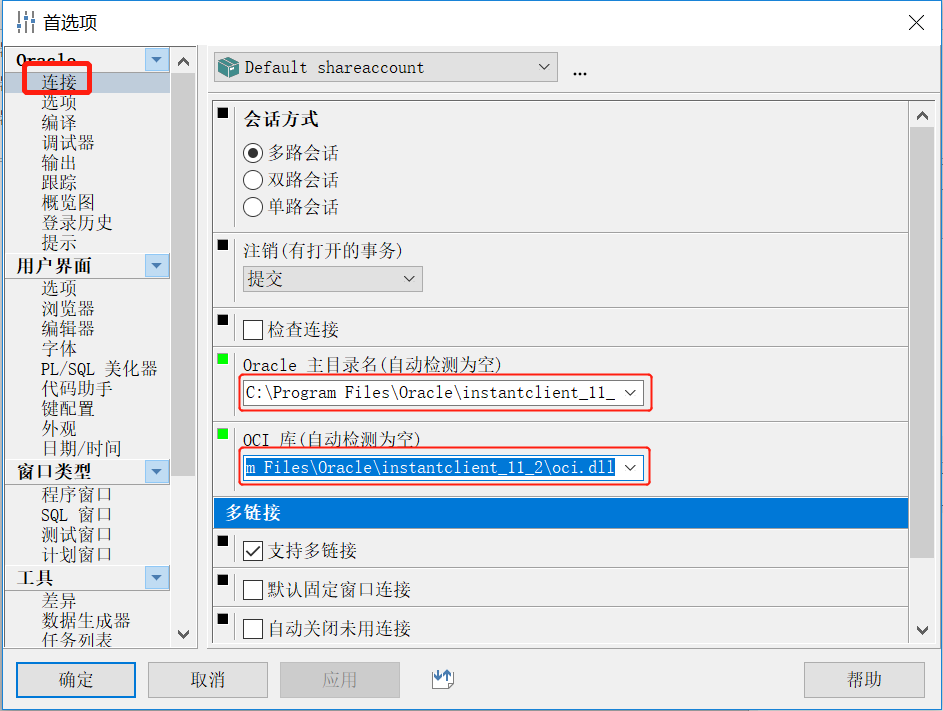 首选项
Oracle
连接
选项
编译
调试器
输出
跟踪
概览图
登录历史
提示
用户界面
选项
浏览器
编辑器
字体
PL/SQL 美化器
代码助手
键配置
外观
日期/时间
窗口类型
程序窗口
SQL 窗口
测试窗口
计划窗口
工具
差异
数据生成器
任务列表
Default shareaccount
...
会话方式
多路会话
双路会话
单路会话
注销(有打开的事务)
提交
检查连接
Oracle 主目录名(自动检测为空)
C:\Program Files\Oracle\instantclient_11_
OCI 库(自动检测为空)
m Files\Oracle\instantclient_11_2\oci.dll
多链接
支持多链接
默认固定窗口连接
自动关闭未用连接
确定
取消
应用
帮助